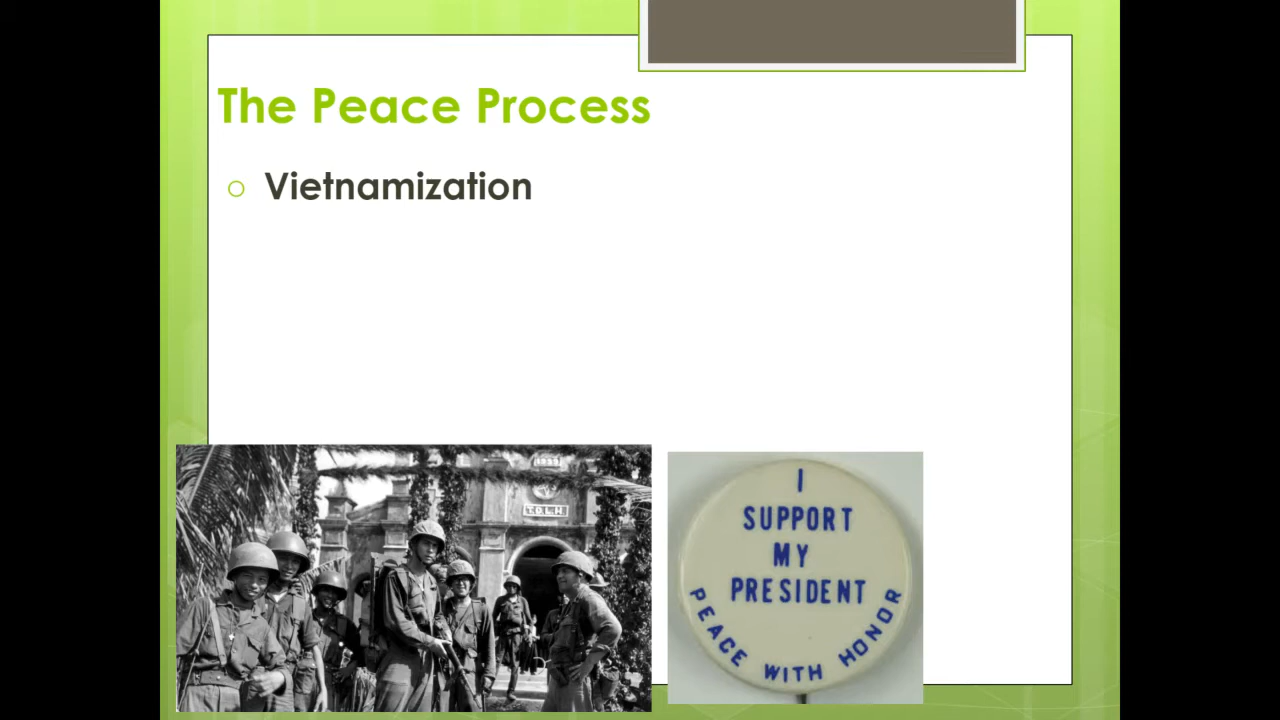 The Peace Process
Vietnamization
I
SUPPORT
MY
PRESIDENT
PEACE WITH HONOR